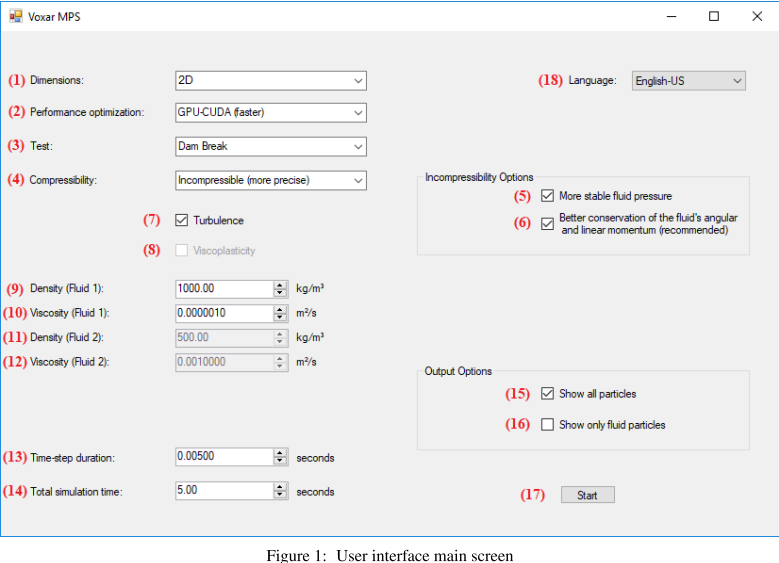 Voxar MPS
(1) Dimensions: 2D
(18) Language: English-US
(2) Performance optimization: GPU-CUDA (faster)
(3) Test: Dam Break
(4) Compressibility: Incompressible (more precise)
Incompressibility Options
(5) More stable fluid pressure
(6) Better conservation of the fluid's angular
and linear momentum (recommended)
(7) Turbulence
(8) Viscoplasticity
(9) Density (Fluid 1): 1000.00 kg/m³
(10) Viscosity (Fluid 1): 0.0000010 m²/s
(11) Density (Fluid 2): 500.00 kg/m³
(12) Viscosity (Fluid 2): 0.0010000 m²/s
Output Options
(15) Show all particles
(16) Show only fluid particles
(13) Time-step duration: 0.00500 seconds
(14) Total simulation time: 5.00 seconds
(17) Start
Figure 1: User interface main screen